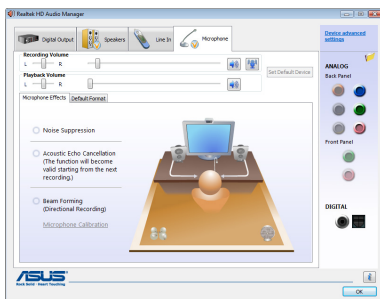 Realtek HD Audio Manager
Digital Output
Speakers
Line In
Microphone
Device advanced
settings
Recording Volume
L R
Playback Volume
L R
Set Default Device
Microphone Effects
Default Format
Noise Suppression
Acoustic Echo Cancellation
(The function will become
valid starting from the next
recording.)
Beam Forming
(Directional Recording)
Microphone Calibration
ANALOG
Back Panel
Front Panel
DIGITAL
ASUS
Rock Solid · Heart Touching
OK